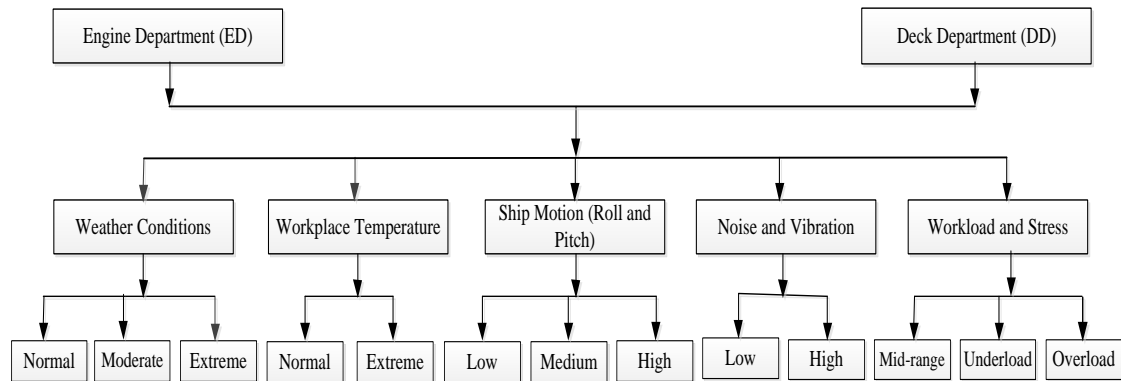 Engine Department (ED)
Deck Department (DD)
Weather Conditions
Workplace Temperature
Ship Motion (Roll and
Pitch)
Noise and Vibration
Workload and Stress
Normal
Moderate
Extreme
Normal
Extreme
Low
Medium
High
Low
High
Mid-range
Underload
Overload